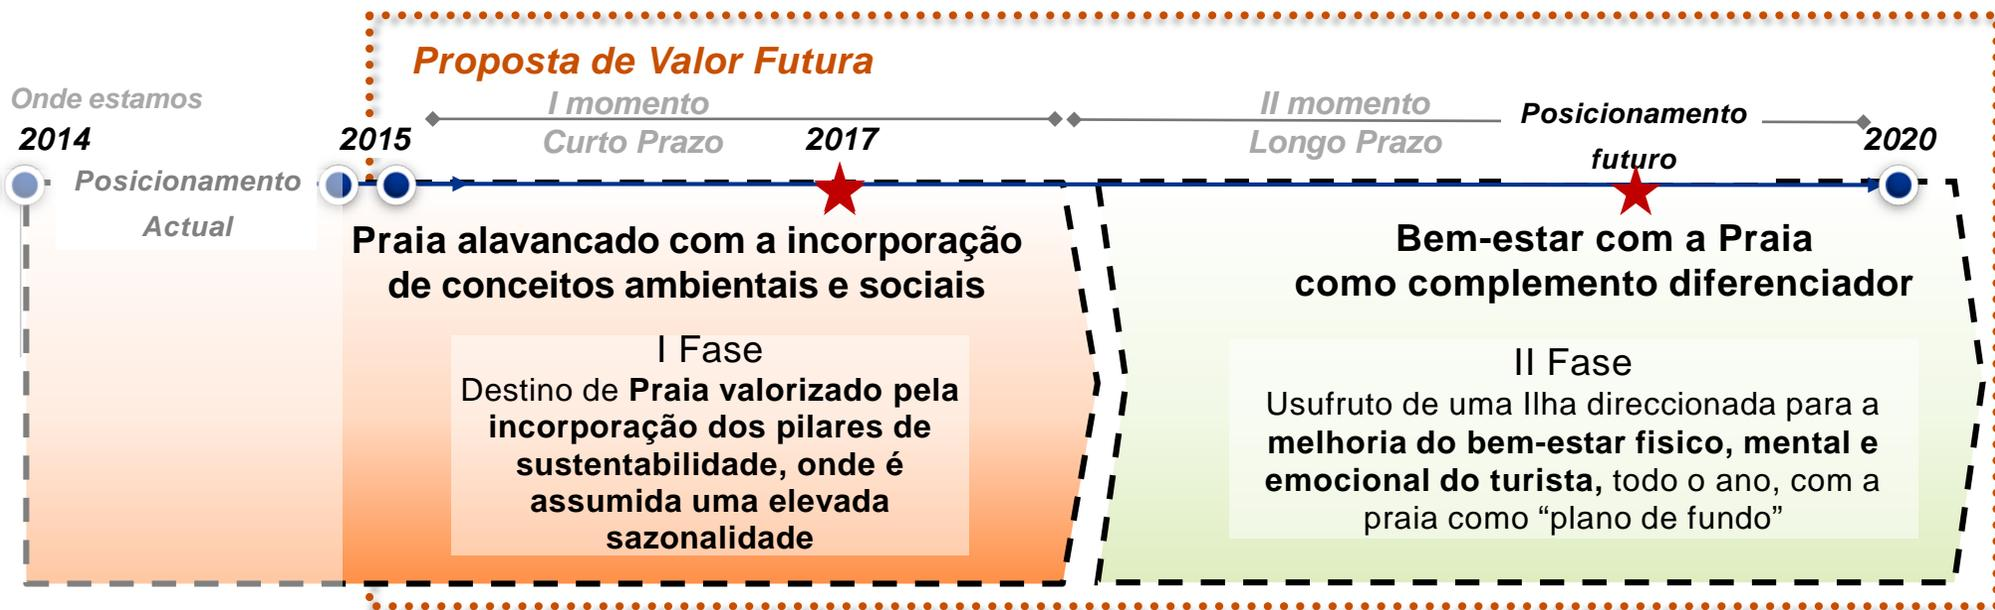 Proposta de Valor Futura
Onde estamos
2014
Posicionamento
Actual
2015
I momento
Curto Prazo
2017
II momento
Longo Prazo
Posicionamento
futuro
2020
Praia alavancado com a incorporação
de conceitos ambientais e sociais
I Fase
Destino de Praia valorizado pela
incorporação dos pilares de
sustentabilidade, onde é
assumida uma elevada
sazonalidade
Bem-estar com a Praia
como complemento diferenciador
II Fase
Usufruto de uma Ilha direccionada para a
melhoria do bem-estar fisico, mental e
emocional do turista, todo o ano, com a
praia como “plano de fundo”